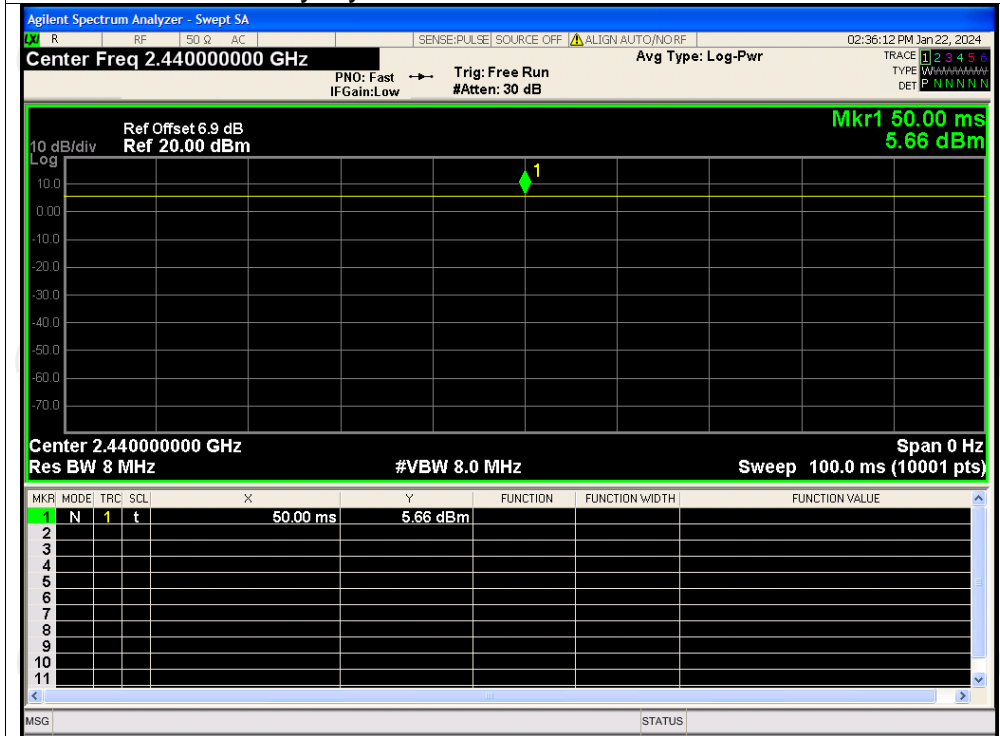 Agilent Spectrum Analyzer - Swept SA
LXI R RF 50 Ω AC SENSE:PULSE SOURCE OFF ALIGN AUTO/NO RF 02:36:12 PM Jan 22, 2024
Center Freq 2.440000000 GHz
PNO: Fast
IFGain:Low
Trig: Free Run
#Atten: 30 dB
Avg Type: Log-Pwr
TRACE 1 2 3 4 5 6
TYPE W
DET P N N N N N
Mkr1 50.00 ms
5.66 dBm
Ref Offset 6.9 dB
10 dB/div Ref 20.00 dBm
Log
1
10.0
0.00
-10.0
-20.0
-30.0
-40.0
-50.0
-60.0
-70.0
Center 2.440000000 GHz Span 0 Hz
Res BW 8 MHz #VBW 8.0 MHz Sweep 100.0 ms (10001 pts)
MKR MODE TRC SCL X Y FUNCTION FUNCTION WIDTH FUNCTION VALUE
1 N 1 t 50.00 ms 5.66 dBm
2
3
4
5
6
7
8
9
10
11
MSG STATUS